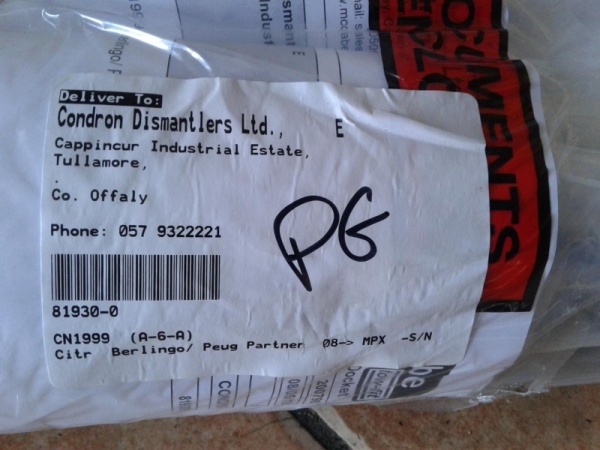 Deliver To:
Condron Dismantlers Ltd., E
Cappincur Industrial Estate,
Tullamore,
.
Co. Offaly
Phone: 057 9322221
PG
81930-0
CN1999 (A-6-A)
Citr Berlingo/ Peug Partner 08-> MPX -S/N
DOCUMENTS